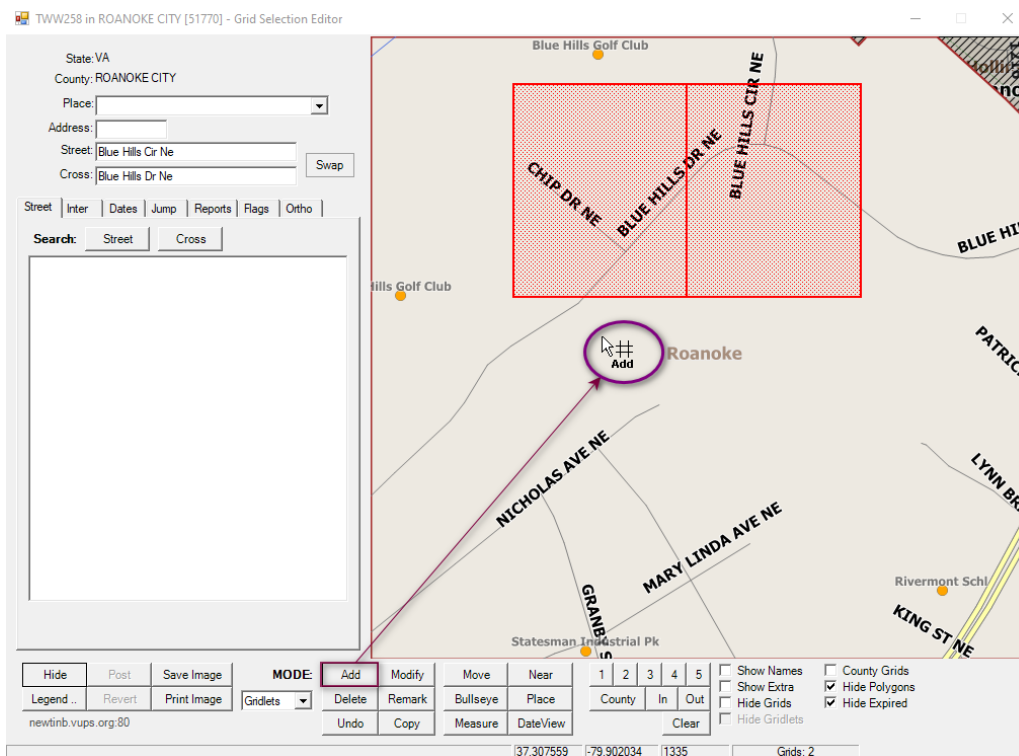 TWW258 in ROANOKE CITY [51770] - Grid Selection Editor
State: VA
County: ROANOKE CITY
Place:
Address:
Street: Blue Hills Cir Ne
Cross: Blue Hills Dr Ne
Swap
Street Inter Dates Jump Reports Flags Ortho
Search: Street Cross
Blue Hills Golf Club
BLUE HILLS CIR NE
CHIP DR NE
BLUE HILLS DR NE
BLUE HI
Hills Golf Club
Add
Roanoke
PATRIC
NICHOLAS AVE NE
LYNN BR
MARY LINDA AVE NE
Rivermont Schl
GRANB
KING ST NE
Statesman Industrial Pk
Hide Post Save Image MODE: Add Modify Move Near 1 2 3 4 5 Show Names County Grids
Legend .. Revert Print Image Gridlets Delete Remark Bullseye Place County In Out Show Extra Hide Polygons
Hide Grids Hide Expired
newtinb.vups.org:80 Undo Copy Measure DateView Clear Hide Gridlets
37.307559 -79.902034 1335 Grids: 2